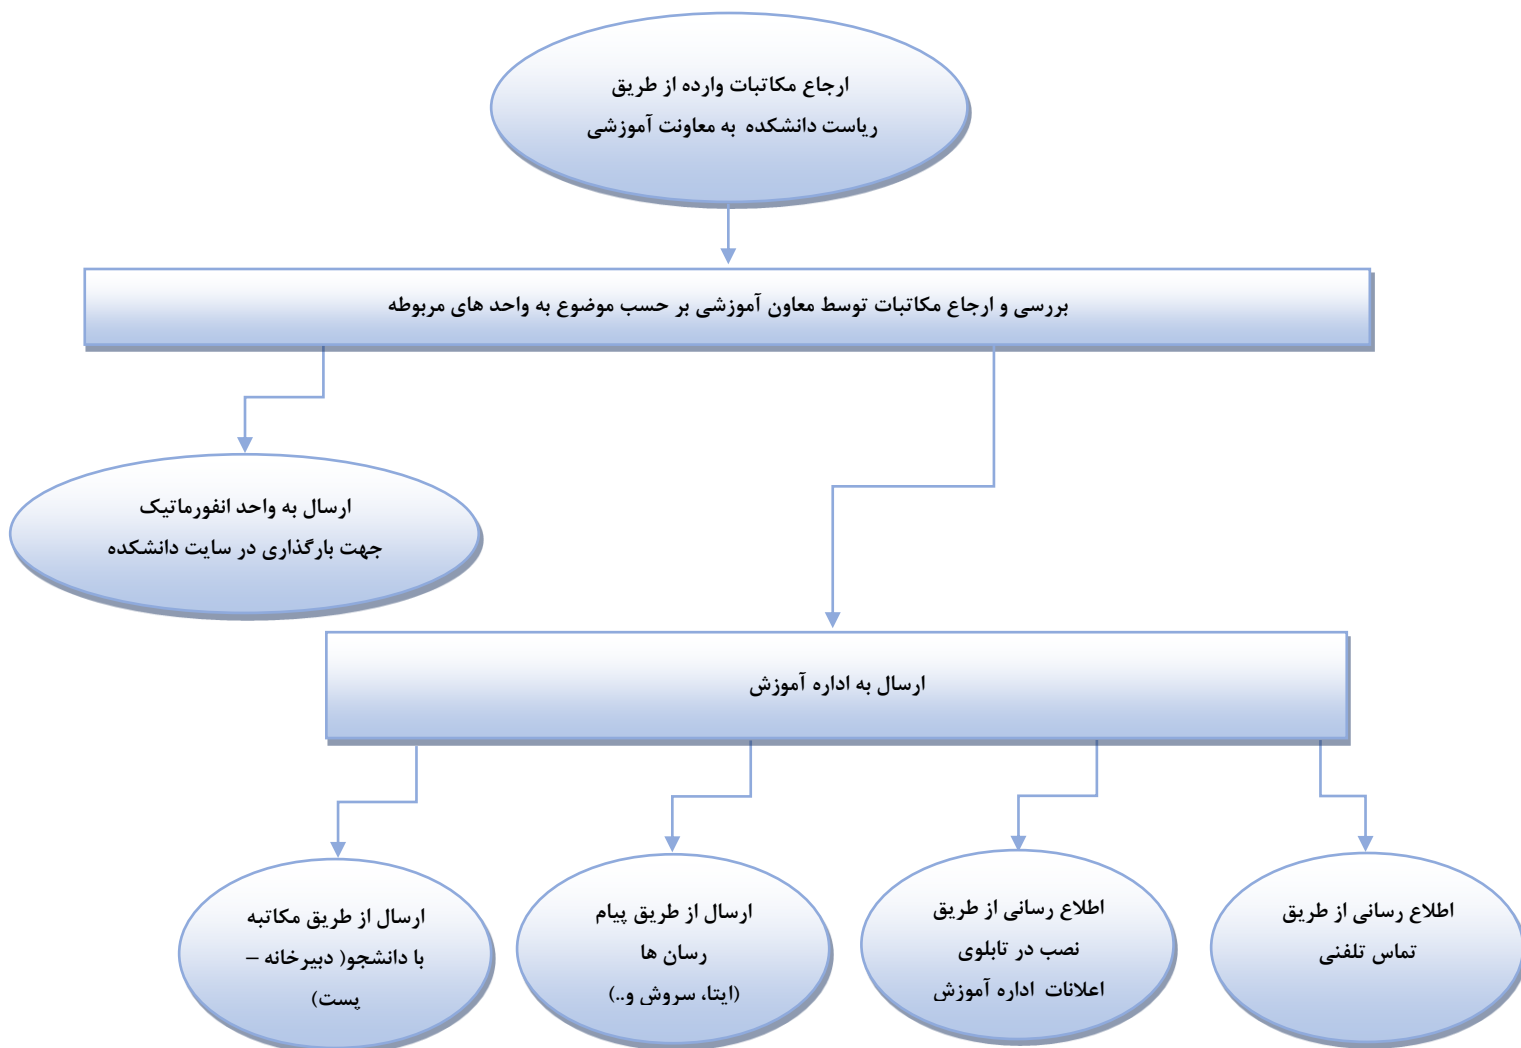 ارجاع مکاتبات وارده از طریق
ریاست دانشکده به معاونت آموزشی
بررسی و ارجاع مکاتبات توسط معاون آموزشی بر حسب موضوع به واحد های مربوطه
ارسال به واحد انفورماتیک
جهت بارگذاری در سایت دانشکده
ارسال به اداره آموزش
اطلاع رسانی از طریق
تماس تلفنی
اطلاع رسانی از طریق
نصب در تابلوی
اعلانات اداره آموزش
ارسال از طریق پیام
رسان ها
(ایتا، سروش و..)
ارسال از طریق مکاتبه
با دانشجو( دبیرخانه –
پست)